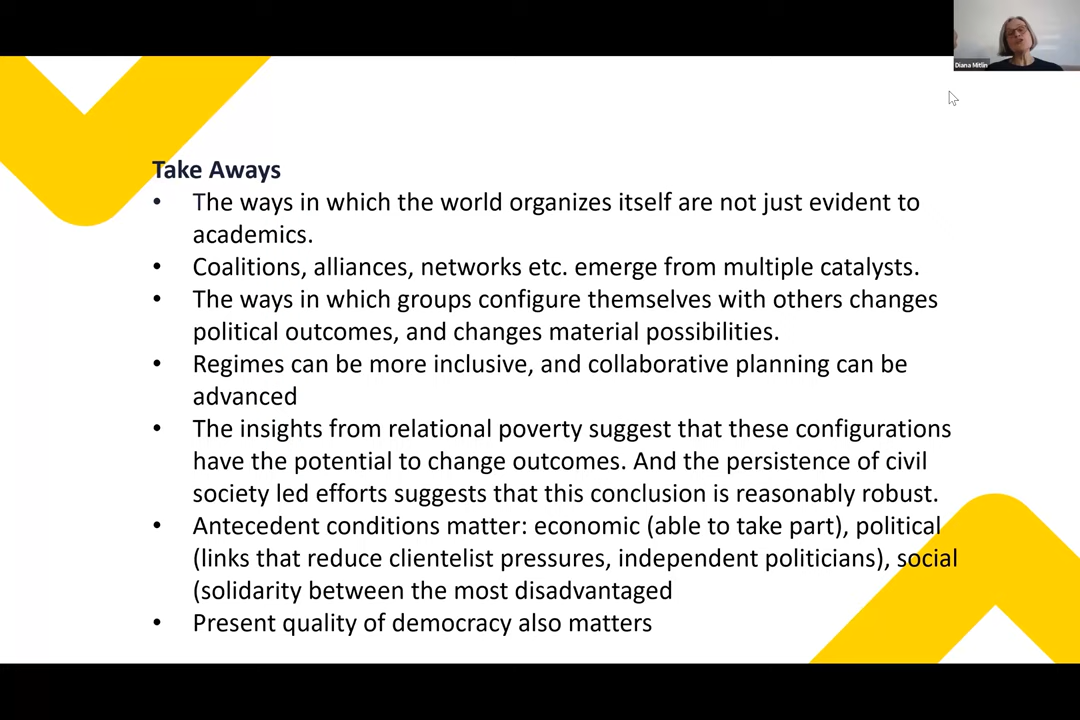 Diana Mitlin
Take Aways
• The ways in which the world organizes itself are not just evident to
academics.
• Coalitions, alliances, networks etc. emerge from multiple catalysts.
• The ways in which groups configure themselves with others changes
political outcomes, and changes material possibilities.
• Regimes can be more inclusive, and collaborative planning can be
advanced
• The insights from relational poverty suggest that these configurations
have the potential to change outcomes. And the persistence of civil
society led efforts suggests that this conclusion is reasonably robust.
• Antecedent conditions matter: economic (able to take part), political
(links that reduce clientelist pressures, independent politicians), social
(solidarity between the most disadvantaged
• Present quality of democracy also matters